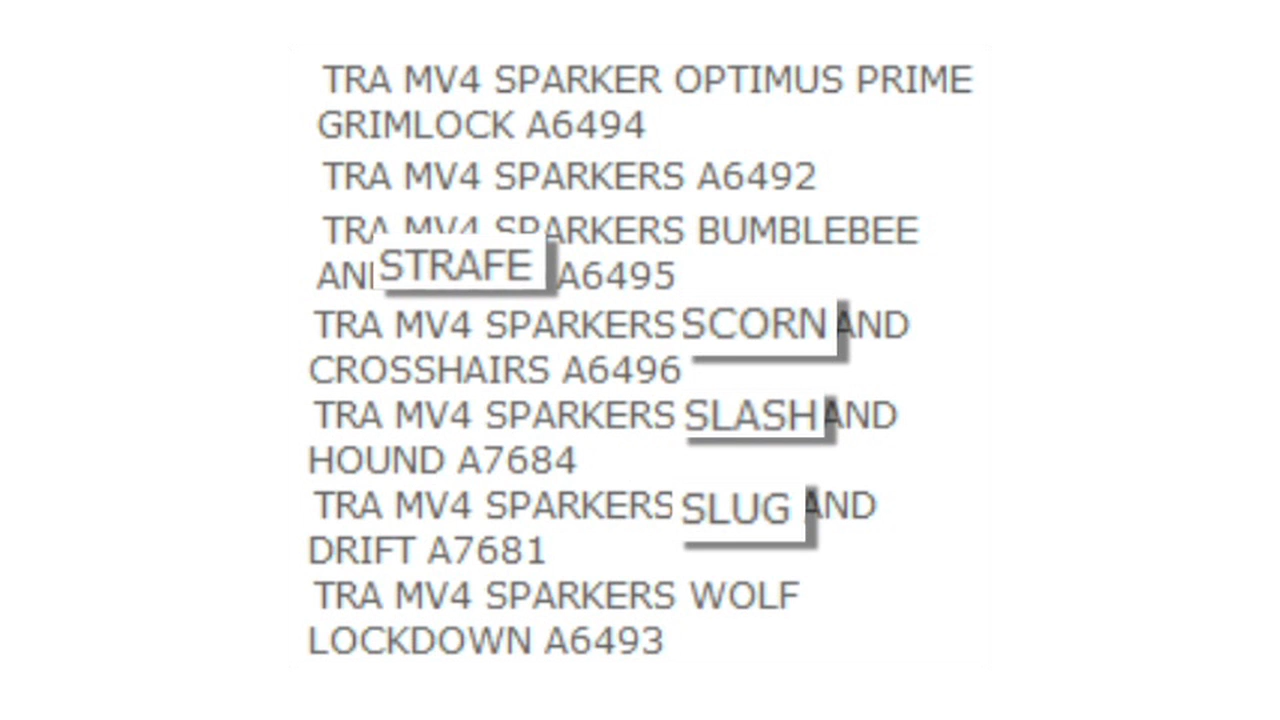 TRA MV4 SPARKER OPTIMUS PRIME
GRIMLOCK A6494
TRA MV4 SPARKERS A6492
TRA MV4 SPARKERS BUMBLEBEE
AND STRAFE A6495
TRA MV4 SPARKERS SCORN AND
CROSSHAIRS A6496
TRA MV4 SPARKERS SLASH AND
HOUND A7684
TRA MV4 SPARKERS SLUG AND
DRIFT A7681
TRA MV4 SPARKERS WOLF
LOCKDOWN A6493